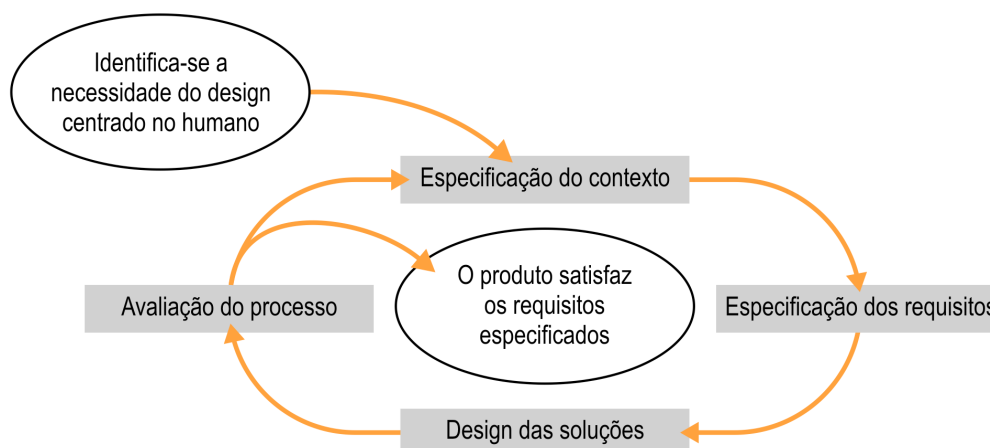 Identifica-se a
necessidade do design
centrado no humano
Especificação do contexto
O produto satisfaz
os requisitos
especificados
Avaliação do processo
Especificação dos requisitos
Design das soluções